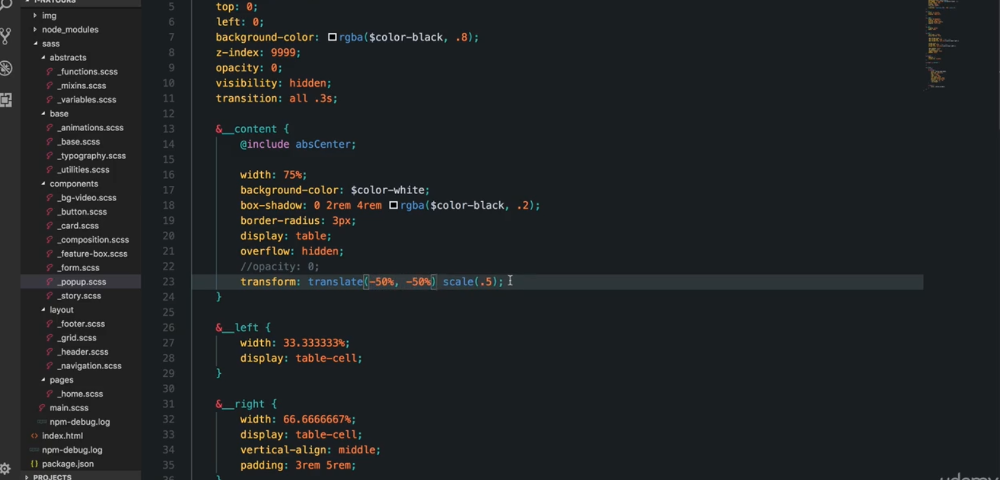 img
node_modules
sass
abstracts
_functions.scss
_mixins.scss
_variables.scss
base
_animations.scss
_base.scss
_typography.scss
_utilities.scss
components
_bg-video.scss
_button.scss
_card.scss
_composition.scss
_feature-box.scss
_form.scss
_popup.scss
_story.scss
layout
_footer.scss
_grid.scss
_header.scss
_navigation.scss
pages
_home.scss
main.scss
npm-debug.log
<> index.html
npm-debug.log
{} package.json
PROJECTS
5 top: 0;
6 left: 0;
7 background-color: rgba($color-black, .8);
8 z-index: 9999;
9 opacity: 0;
10 visibility: hidden;
11 transition: all .3s;
12
13 &__content {
14 @include absCenter;
15
16 width: 75%;
17 background-color: $color-white;
18 box-shadow: 0 2rem 4rem rgba($color-black, .2);
19 border-radius: 3px;
20 display: table;
21 overflow: hidden;
22 //opacity: 0;
23 transform: translate(-50%, -50%) scale(.5);
24 }
25
26 &__left {
27 width: 33.333333%;
28 display: table-cell;
29 }
30
31 &__right {
32 width: 66.6666667%;
33 display: table-cell;
34 vertical-align: middle;
35 padding: 3rem 5rem;
36 }
udemy